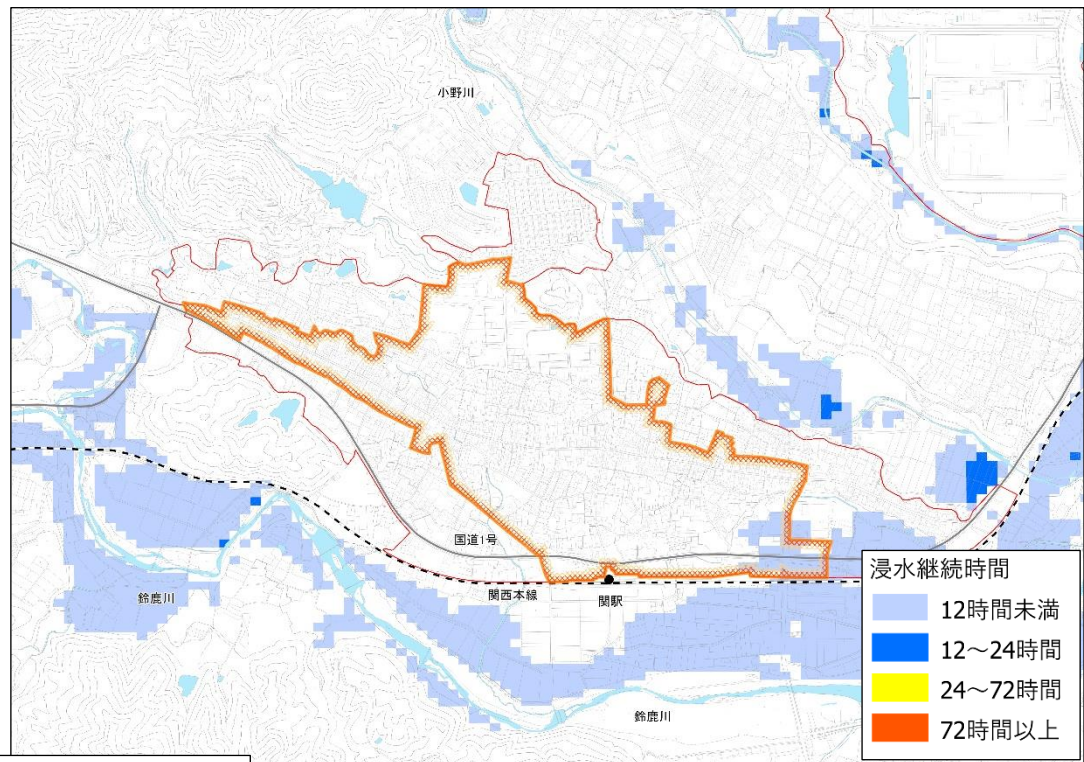 小野川
国道1号
関西本線
関駅
鈴鹿川
鈴鹿川
浸水継続時間
12時間未満
12～24時間
24～72時間
72時間以上